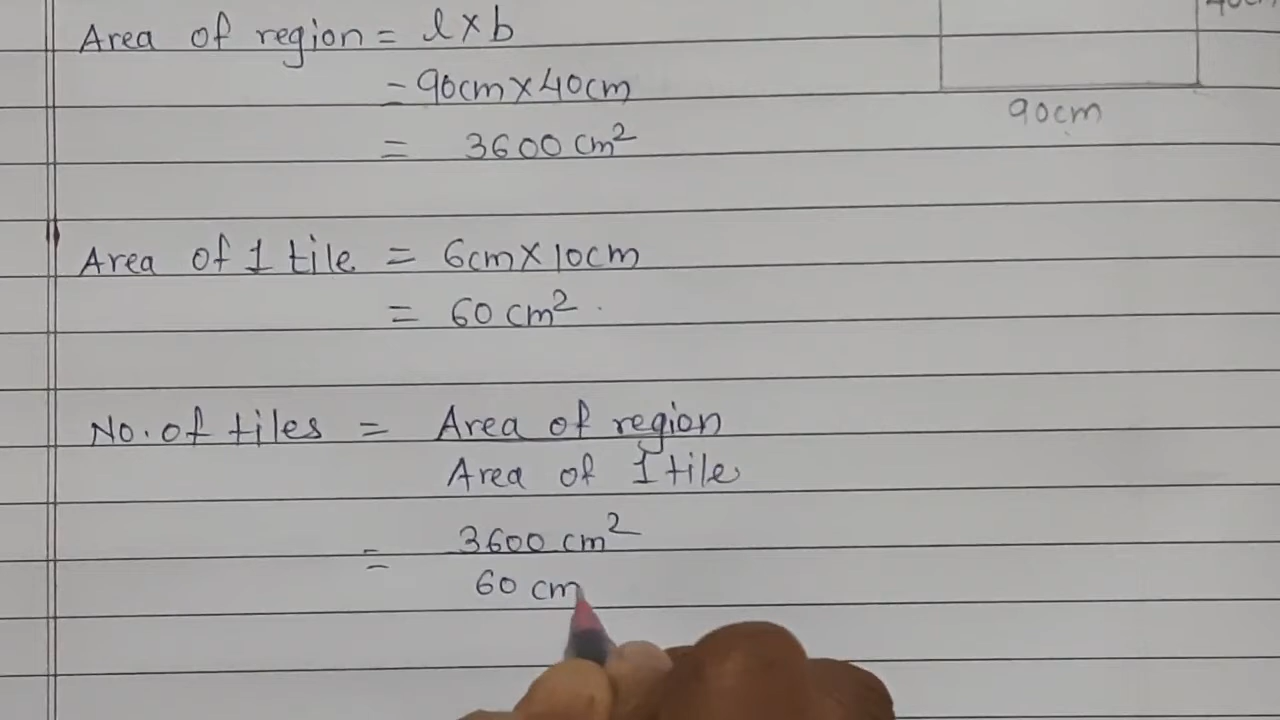 Area of region = l × b
= 90cm × 40cm
= 3600 cm²
90cm
Area of 1 tile = 6cm × 10cm
= 60 cm²
No. of tiles = Area of region
Area of 1 tile
= 3600 cm²
60 cm